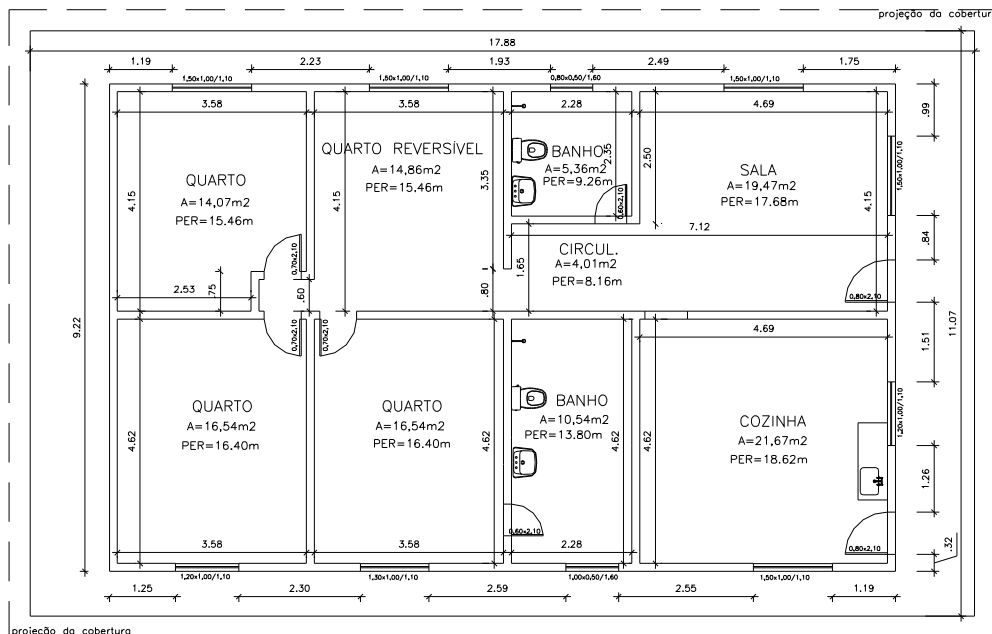 projeção da cobertur
17.88
1.19
2.23
1.93
2.49
1.75
1,50x1,00/1,10
1,50x1,00/1,10
0,80x0,50/1,60
1,50x1,00/1,10
3.58
3.58
2.28
4.69
.99
QUARTO
A=14,07m2
PER=15.46m
4.15
QUARTO REVERSÍVEL
A=14,86m2
PER=15.46m
4.15
3.35
BANHO
A=5,36m2
PER=9.26m
2.35
0,60x2,10
2.50
SALA
A=19,47m2
PER=17.68m
4.15
1,50x1,00/1,10
7.12
.84
CIRCUL.
A=4,01m2
PER=8.16m
1.65
0,70x2,10
2.53
.75
.60
.80
0,80x2,10
9.22
11.07
0,70x2,10
0,70x2,10
4.69
1.51
QUARTO
A=16,54m2
PER=16.40m
4.62
QUARTO
A=16,54m2
PER=16.40m
4.62
BANHO
A=10,54m2
PER=13.80m
4.62
4.62
COZINHA
A=21,67m2
PER=18.62m
1,20x1,00/1,10
1.26
0,60x2,10
0,80x2,10
.32
3.58
3.58
2.28
1,20x1,00/1,10
1,30x1,00/1,10
1,00x0,50/1,60
1,50x1,00/1,10
1.25
2.30
2.59
2.55
1.19
projeção da cobertura